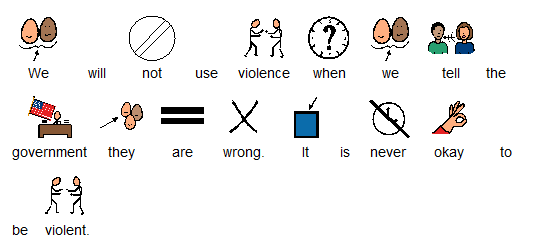 We will not use violence when we tell the
government they are wrong. It is never okay to
be violent.